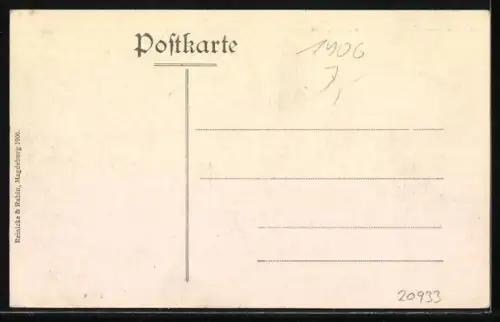 Postkarte
1906
7,-
Reinicke & Rubin, Magdeburg 1906.
20933